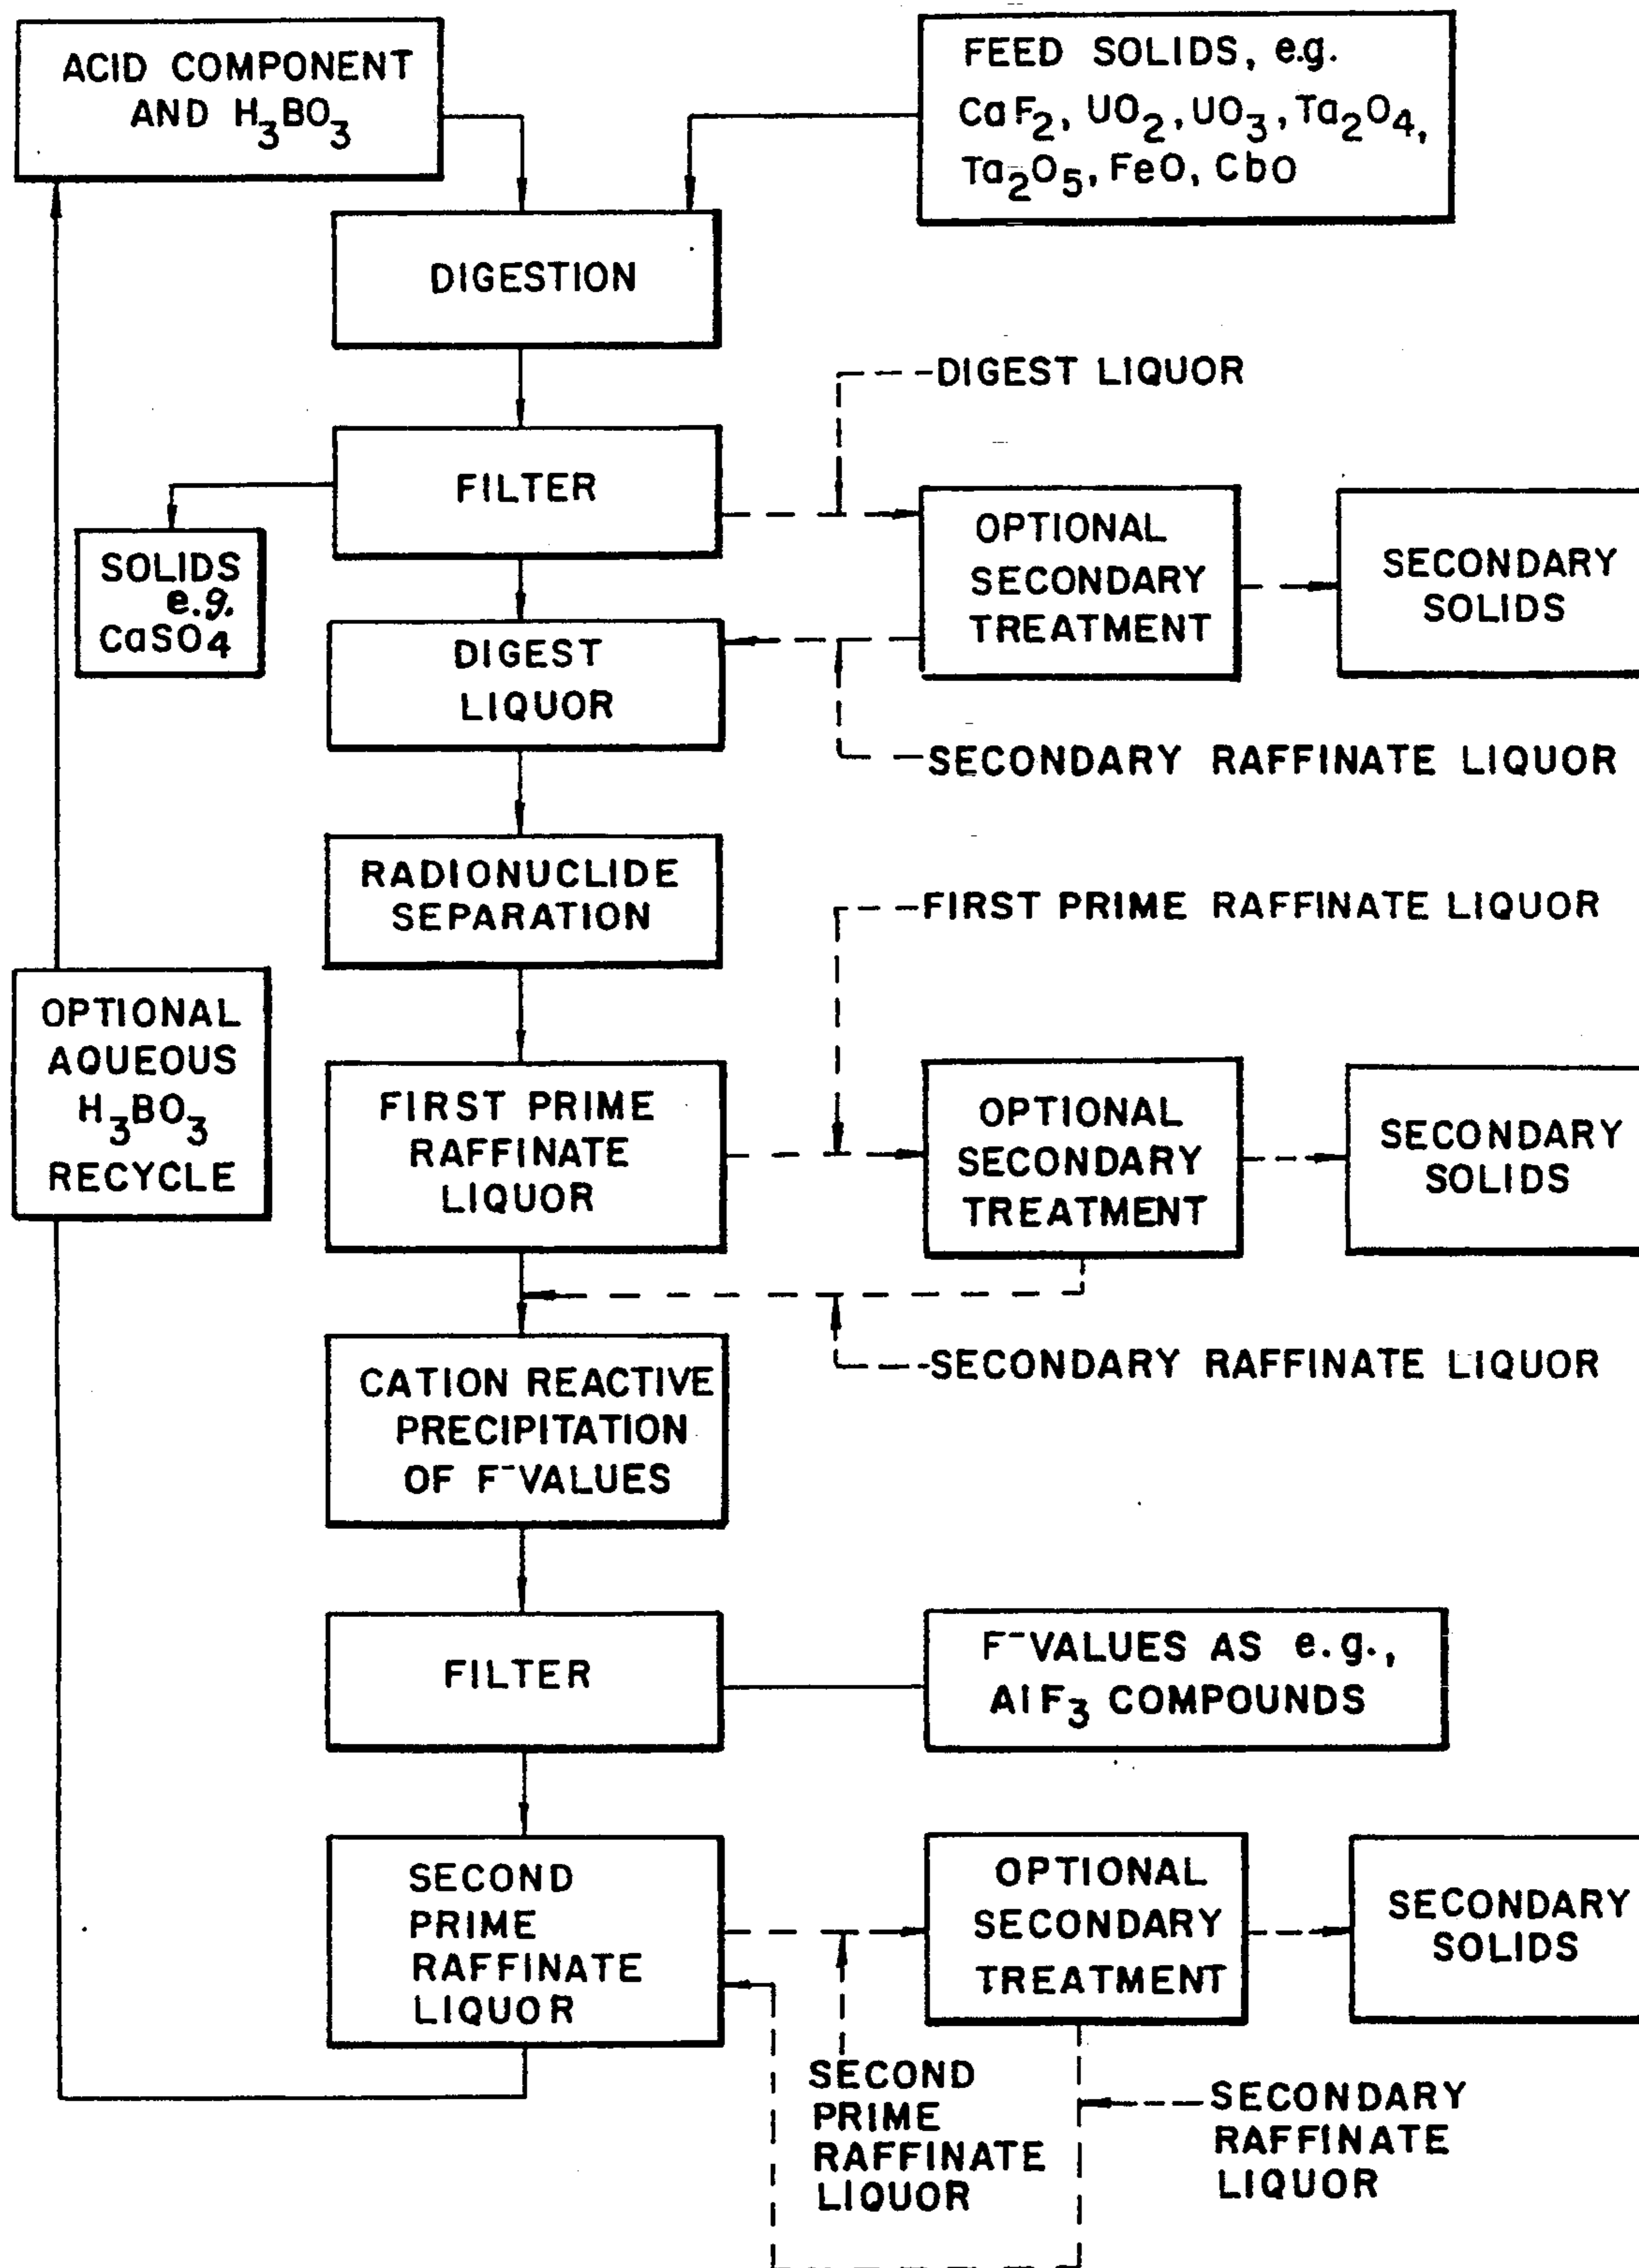 ACID COMPONENT
AND H3BO3
FEED SOLIDS, e.g.
CaF2, UO2, UO3, Ta2O4,
Ta2O5, FeO, CbO
DIGESTION
DIGEST LIQUOR
FILTER
SOLIDS
e.g.
CaSO4
OPTIONAL
SECONDARY
TREATMENT
SECONDARY
SOLIDS
DIGEST
LIQUOR
SECONDARY RAFFINATE LIQUOR
RADIONUCLIDE
SEPARATION
FIRST PRIME RAFFINATE LIQUOR
OPTIONAL
AQUEOUS
H3BO3
RECYCLE
FIRST PRIME
RAFFINATE
LIQUOR
OPTIONAL
SECONDARY
TREATMENT
SECONDARY
SOLIDS
SECONDARY RAFFINATE LIQUOR
CATION REACTIVE
PRECIPITATION
OF F⁻VALUES
FILTER
F⁻VALUES AS e.g.,
AlF3 COMPOUNDS
SECOND
PRIME
RAFFINATE
LIQUOR
OPTIONAL
SECONDARY
TREATMENT
SECONDARY
SOLIDS
SECOND
PRIME
RAFFINATE
LIQUOR
SECONDARY
RAFFINATE
LIQUOR